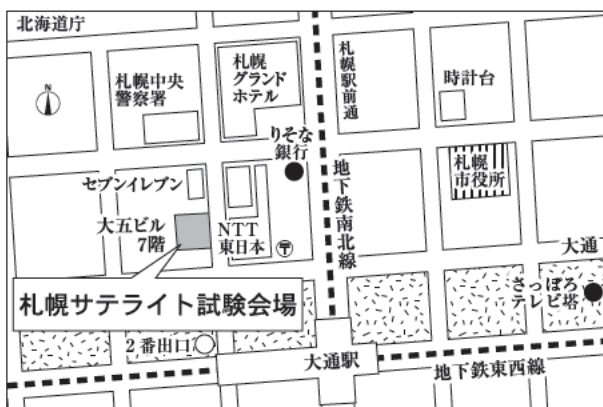 北海道庁
N
札幌中央
警察署
札幌
グランド
ホテル
札幌駅前通
時計台
りそな
銀行
札幌
市役所
セブンイレブン
大五ビル
7階
NTT
東日本
〒
地下鉄南北線
大通
札幌サテライト試験会場
さっぽろ
テレビ塔
2番出口
大通駅
地下鉄東西線